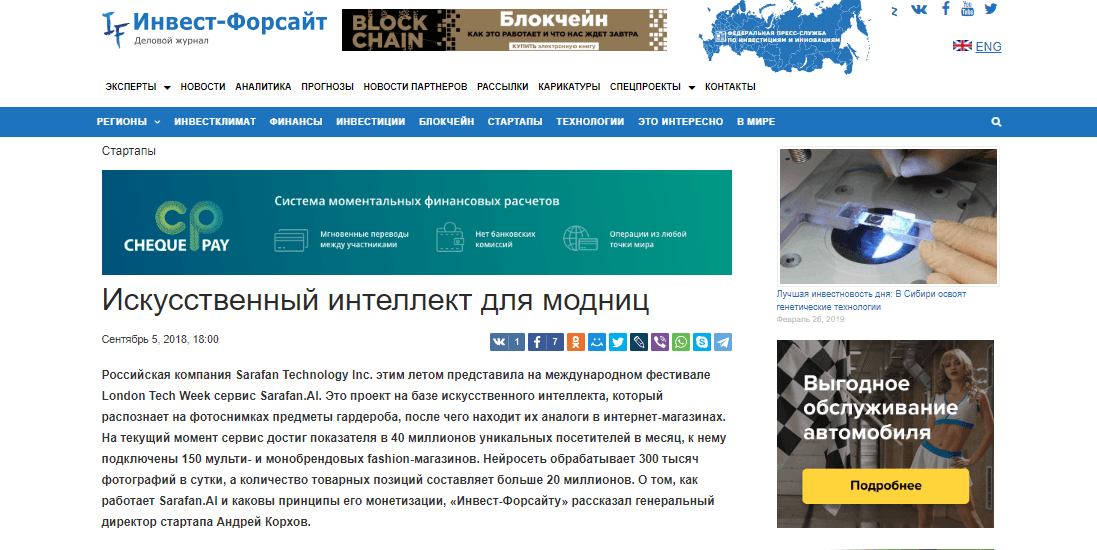 Инвест-Форсайт
Деловой журнал
BLOCK
CHAIN
Блокчейн
КАК ЭТО РАБОТАЕТ И ЧТО НАС ЖДЕТ ЗАВТРА
КУПИТЬ электронную книгу
ФЕДЕРАЛЬНАЯ ПРЕСС-СЛУЖБА
ПО ИНВЕСТИЦИЯМ И ИННОВАЦИЯМ
You Tube
ENG
ЭКСПЕРТЫ НОВОСТИ АНАЛИТИКА ПРОГНОЗЫ НОВОСТИ ПАРТНЕРОВ РАССЫЛКИ КАРИКАТУРЫ СПЕЦПРОЕКТЫ КОНТАКТЫ
РЕГИОНЫ ИНВЕСТКЛИМАТ ФИНАНСЫ ИНВЕСТИЦИИ БЛОКЧЕЙН СТАРТАПЫ ТЕХНОЛОГИИ ЭТО ИНТЕРЕСНО В МИРЕ
Стартапы
cp
CHEQUE PAY
Система моментальных финансовых расчетов
Мгновенные переводы
между участниками
Нет банковских
комиссий
Операции из любой
точки мира
Искусственный интеллект для модниц
Сентябрь 5, 2018, 18:00
1
7
Российская компания Sarafan Technology Inc. этим летом представила на международном фестивале
London Tech Week сервис Sarafan.AI. Это проект на базе искусственного интеллекта, который
распознает на фотоснимках предметы гардероба, после чего находит их аналоги в интернет-магазинах.
На текущий момент сервис достиг показателя в 40 миллионов уникальных посетителей в месяц, к нему
подключены 150 мульти- и монобрендовых fashion-магазинов. Нейросеть обрабатывает 300 тысяч
фотографий в сутки, а количество товарных позиций составляет больше 20 миллионов. О том, как
работает Sarafan.AI и каковы принципы его монетизации, «Инвест-Форсайту» рассказал генеральный
директор стартапа Андрей Корхов.
Лучшая инвестновость дня: В Сибири освоят
генетические технологии
Февраль 26, 2019
Выгодное
обслуживание
автомобиля
Подробнее